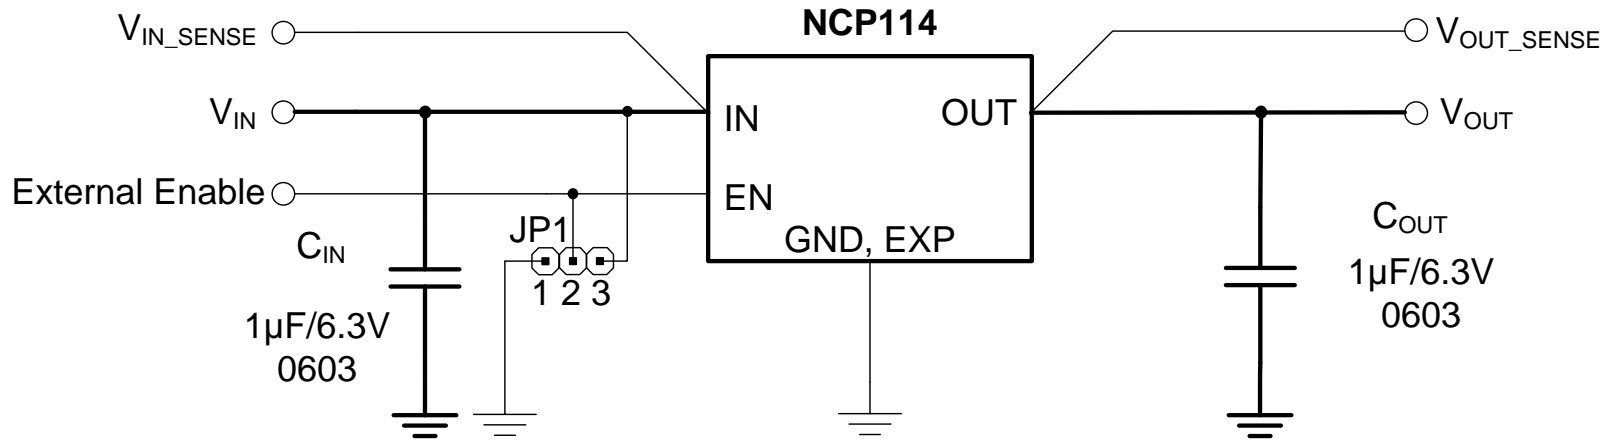 NCP114
V_IN_SENSE
V_OUT_SENSE
V_IN
IN
OUT
V_OUT
External Enable
EN
JP1
GND, EXP
C_IN
1µF/6.3V
0603
1 2 3
C_OUT
1µF/6.3V
0603